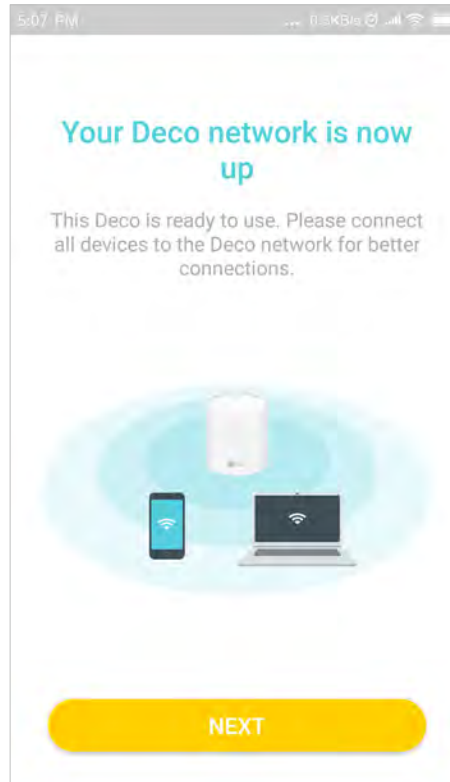 5:07 PM
Your Deco network is now
up
This Deco is ready to use. Please connect
all devices to the Deco network for better
connections.
NEXT